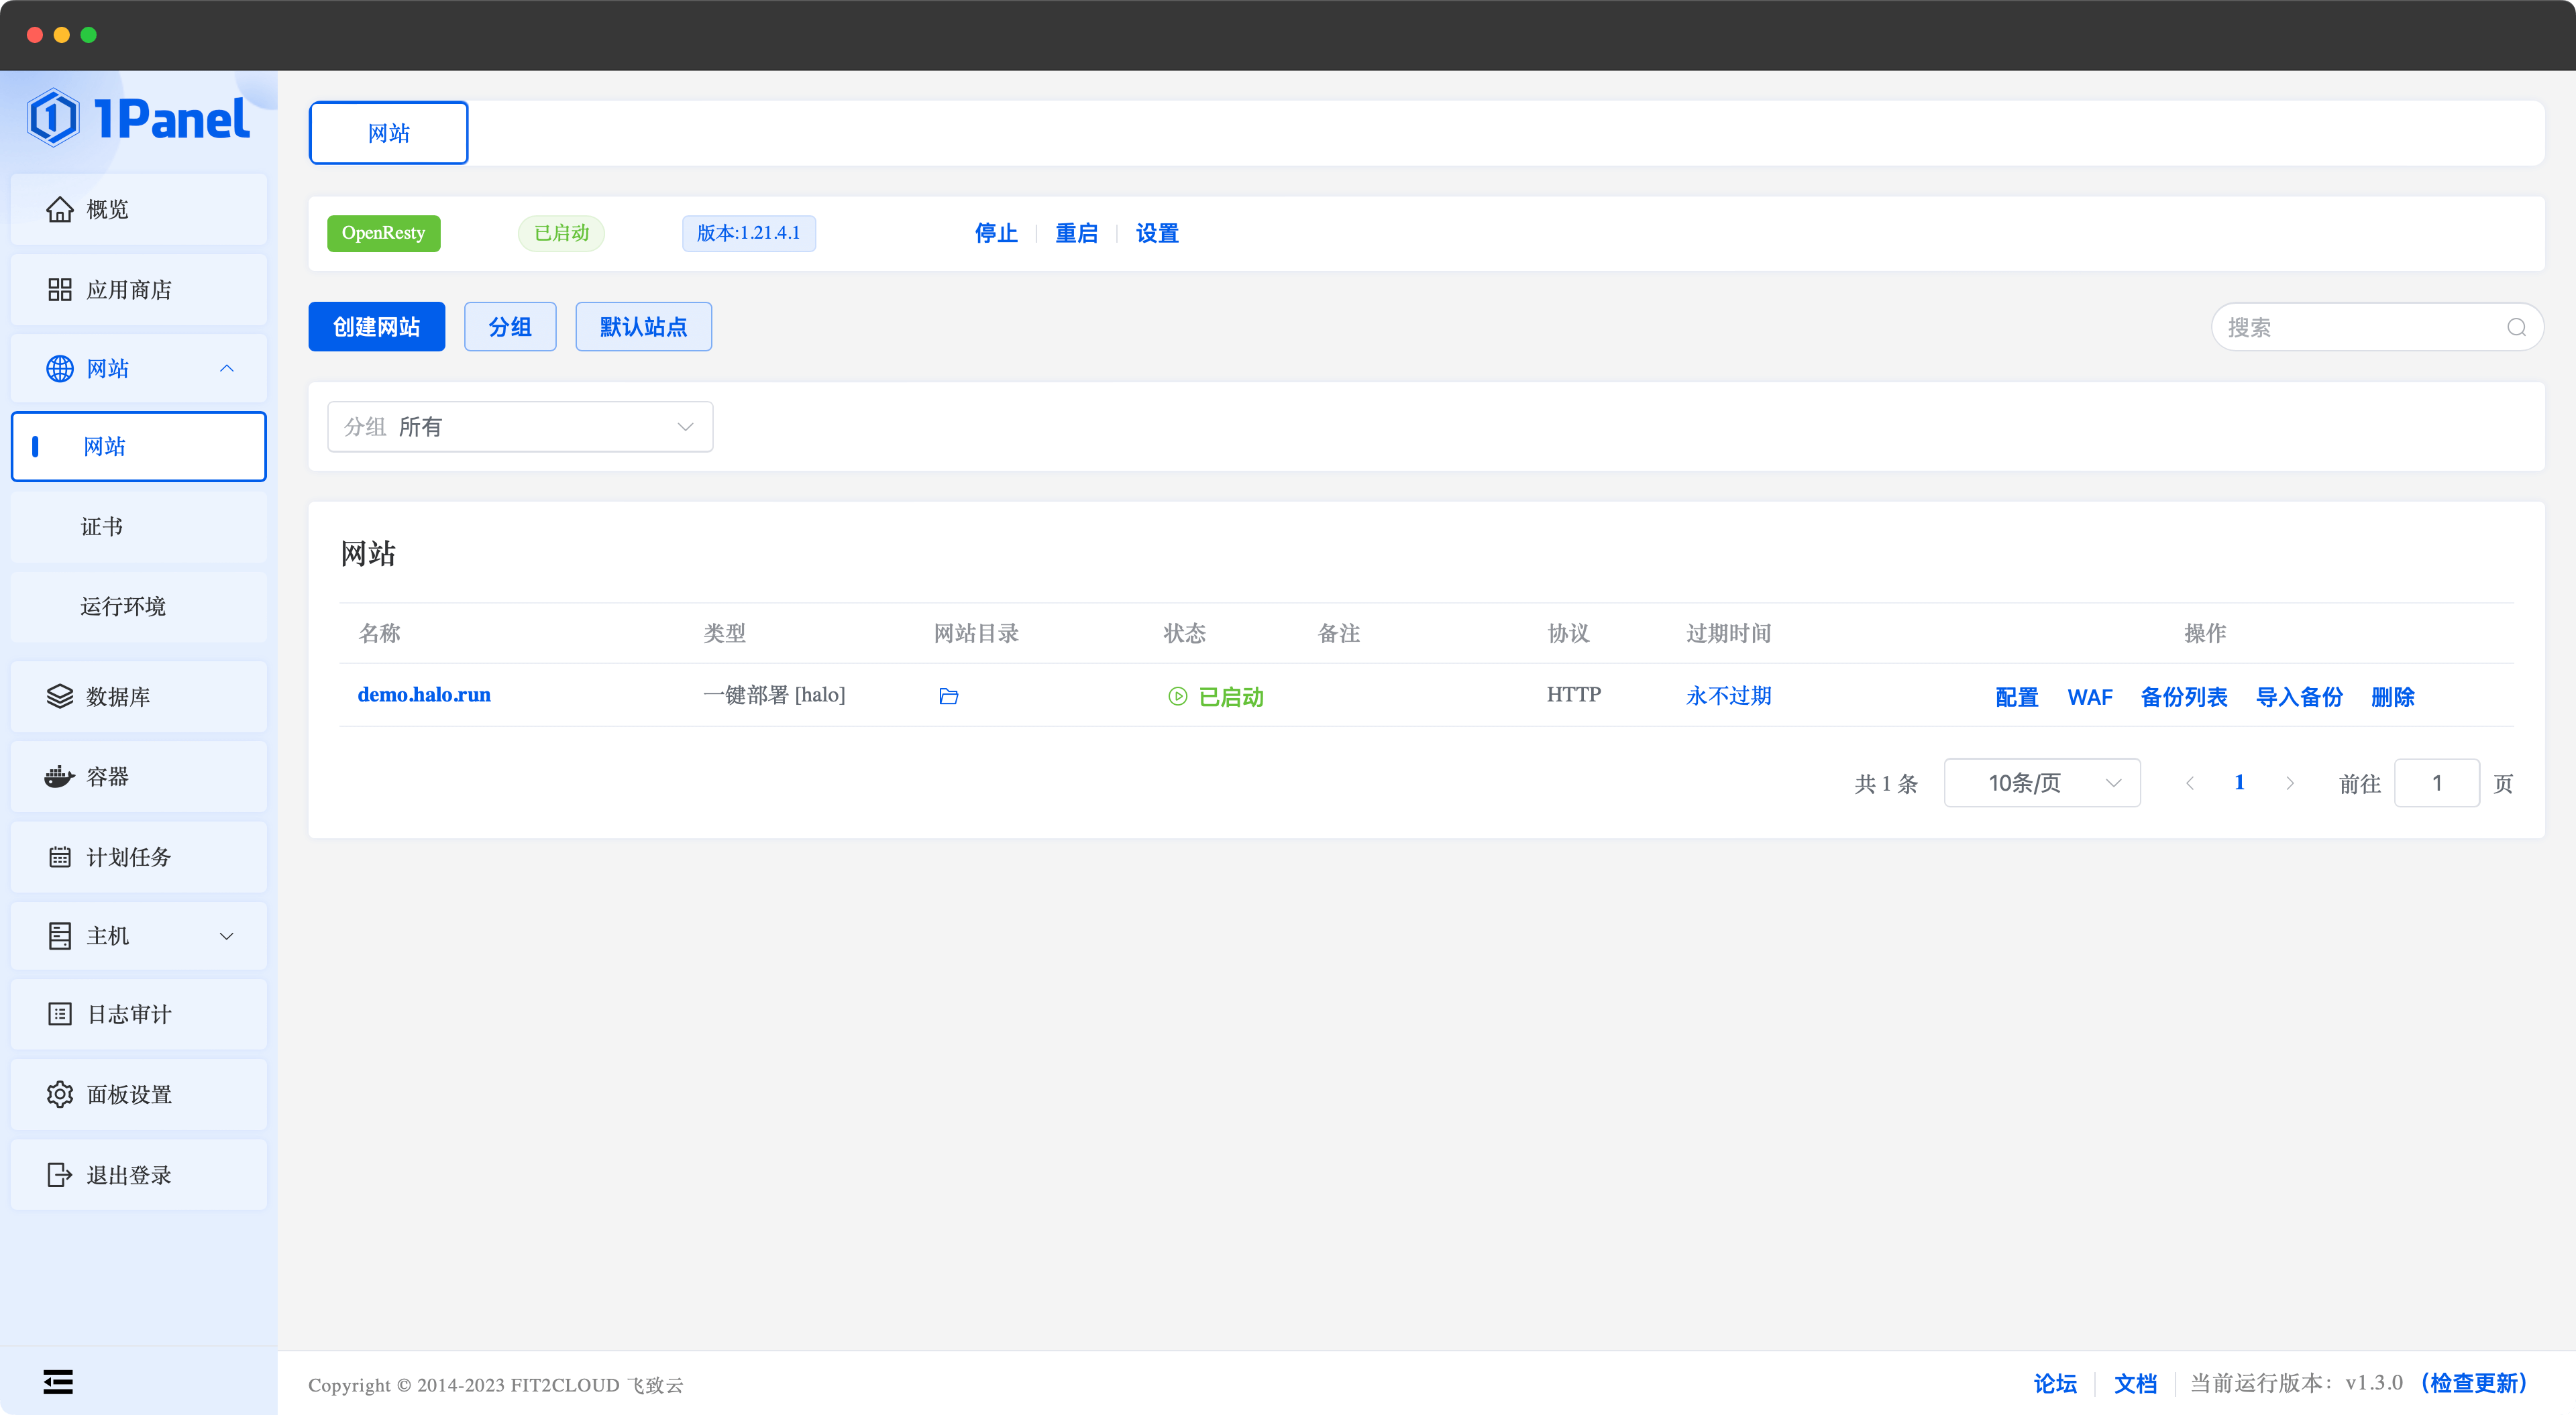 1Panel
概览
应用商店
网站
网站
证书
运行环境
数据库
容器
计划任务
主机
日志审计
面板设置
退出登录
网站
OpenResty 已启动 版本:1.21.4.1 停止 重启 设置
创建网站 分组 默认站点 搜索
分组 所有
网站
名称 类型 网站目录 状态 备注 协议 过期时间 操作
demo.halo.run 一键部署 [halo] 已启动 HTTP 永不过期 配置 WAF 备份列表 导入备份 删除
共 1 条 10条/页 1 前往 1 页
Copyright © 2014-2023 FIT2CLOUD 飞致云 论坛 文档 当前运行版本：v1.3.0 (检查更新)